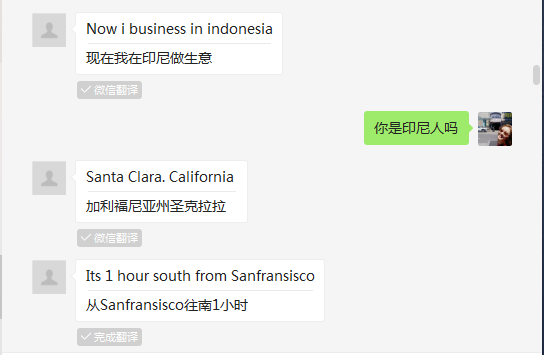 Now i business in indonesia
现在我在印尼做生意
微信翻译
你是印尼人吗
Santa Clara. California
加利福尼亚州圣克拉拉
微信翻译
Its 1 hour south from Sanfransisco
从Sanfransisco往南1小时
完成翻译